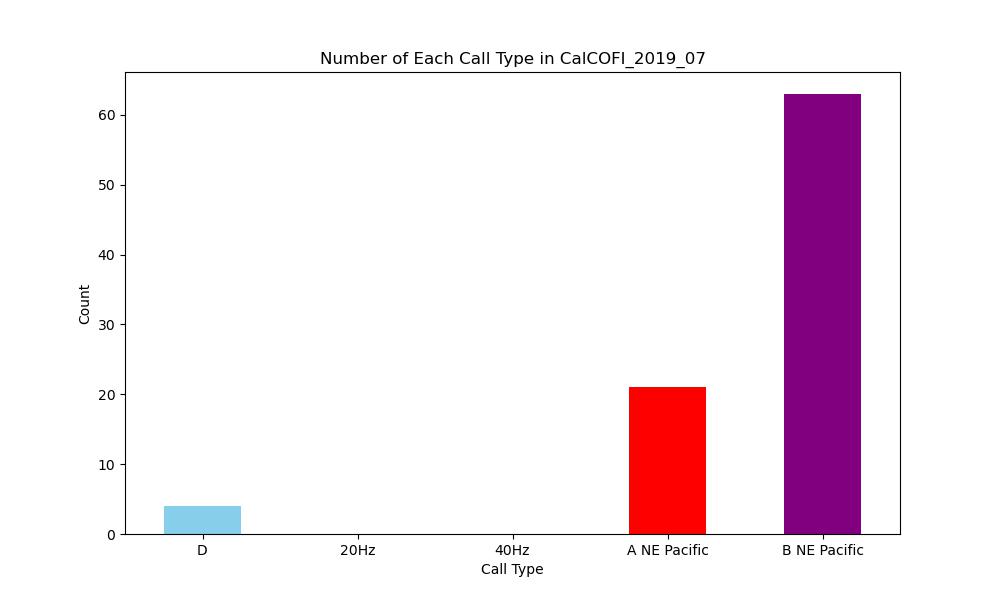 Number of Each Call Type in CalCOFI_2019_07
60
50
40
30
20
10
0
Count
D
20Hz
40Hz
A NE Pacific
B NE Pacific
Call Type